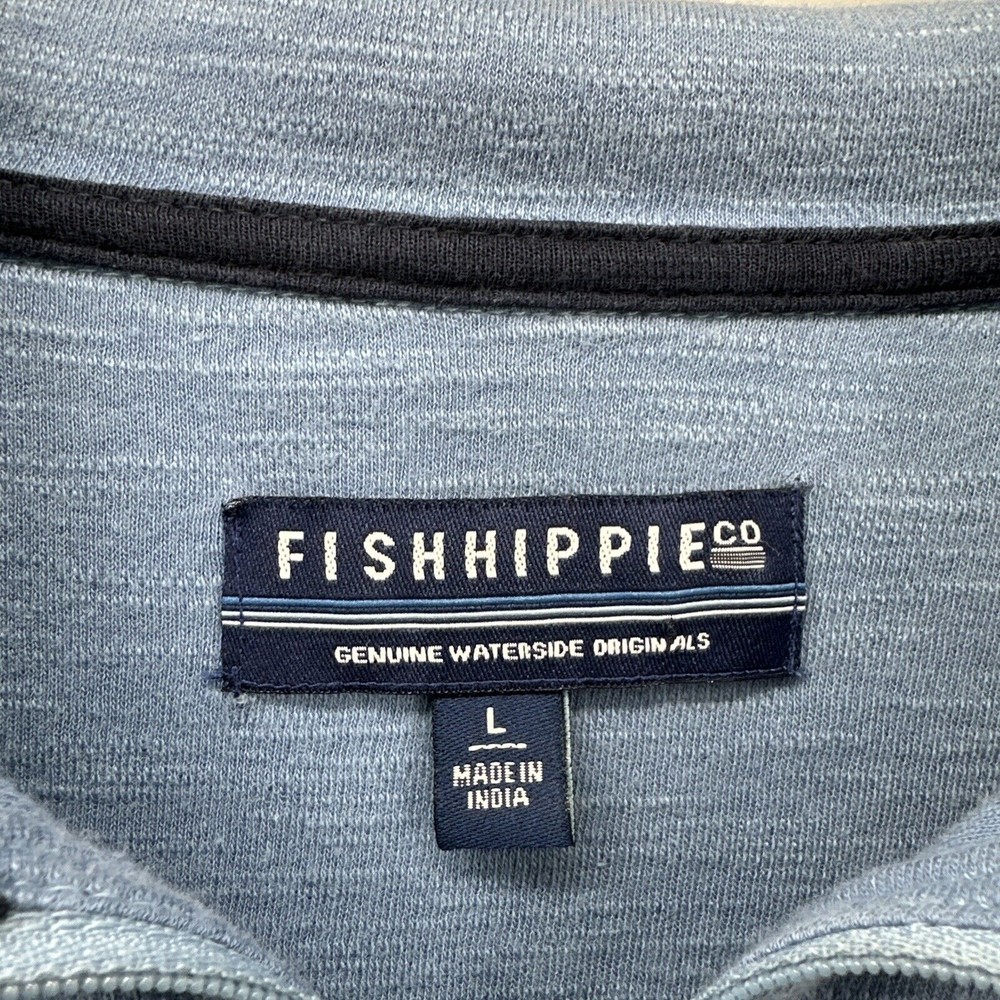 FISHHIPPIE CO
GENUINE WATERSIDE ORIGINALS
L
MADE IN
INDIA